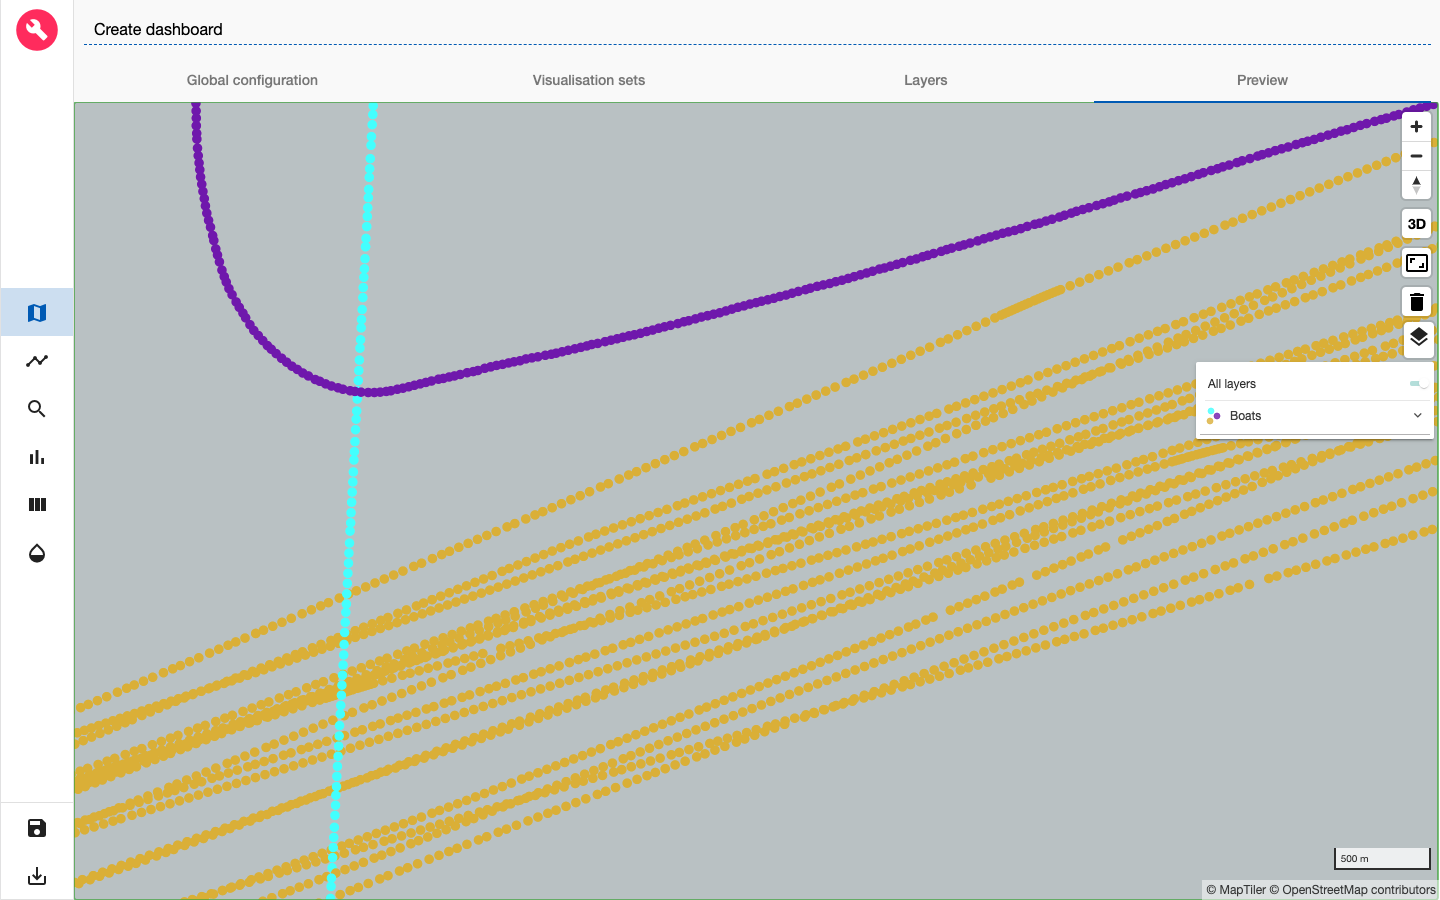 Create dashboard
Global configuration
Visualisation sets
Layers
Preview
3D
All layers
Boats
500 m
© MapTiler © OpenStreetMap contributors